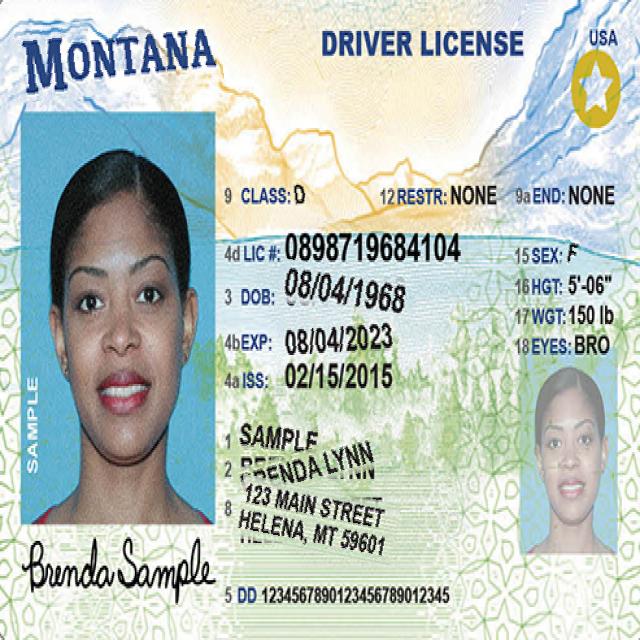 MONTANA
DRIVER LICENSE
USA
9 CLASS: D
12 RESTR: NONE
9a END: NONE
4d LIC #: 0898719684104
15 SEX: F
3 DOB: 08/04/1968
16 HGT: 5'-06"
17 WGT: 150 lb
4b EXP: 08/04/2023
18 EYES: BRO
4a ISS: 02/15/2015
1 SAMPLE
2 BRENDA LYNN
8 123 MAIN STREET
HELENA, MT 59601
SAMPLE
Brenda Sample
5 DD 1234567890123456789012345